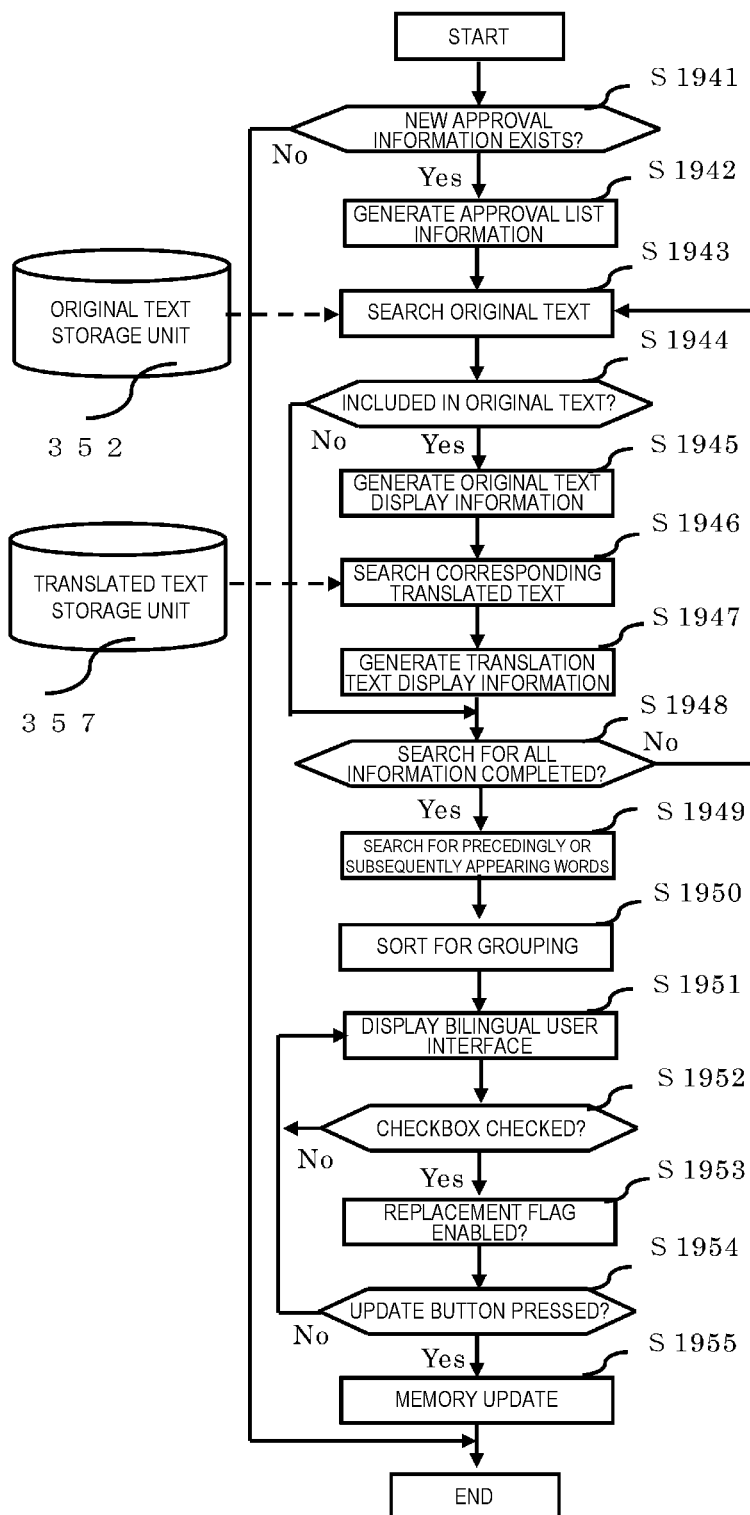 START
S 1941
NEW APPROVAL
INFORMATION EXISTS?
No
Yes
S 1942
GENERATE APPROVAL LIST
INFORMATION
S 1943
ORIGINAL TEXT
STORAGE UNIT
SEARCH ORIGINAL TEXT
S 1944
INCLUDED IN ORIGINAL TEXT?
3 5 2
No
Yes
S 1945
GENERATE ORIGINAL TEXT
DISPLAY INFORMATION
S 1946
TRANSLATED TEXT
STORAGE UNIT
SEARCH CORRESPONDING
TRANSLATED TEXT
S 1947
GENERATE TRANSLATION
TEXT DISPLAY INFORMATION
3 5 7
S 1948
SEARCH FOR ALL
INFORMATION COMPLETED?
No
Yes
S 1949
SEARCH FOR PRECEDINGLY OR
SUBSEQUENTLY APPEARING WORDS
S 1950
SORT FOR GROUPING
S 1951
DISPLAY BILINGUAL USER
INTERFACE
S 1952
CHECKBOX CHECKED?
No
Yes
S 1953
REPLACEMENT FLAG
ENABLED?
S 1954
UPDATE BUTTON PRESSED?
No
Yes
S 1955
MEMORY UPDATE
END